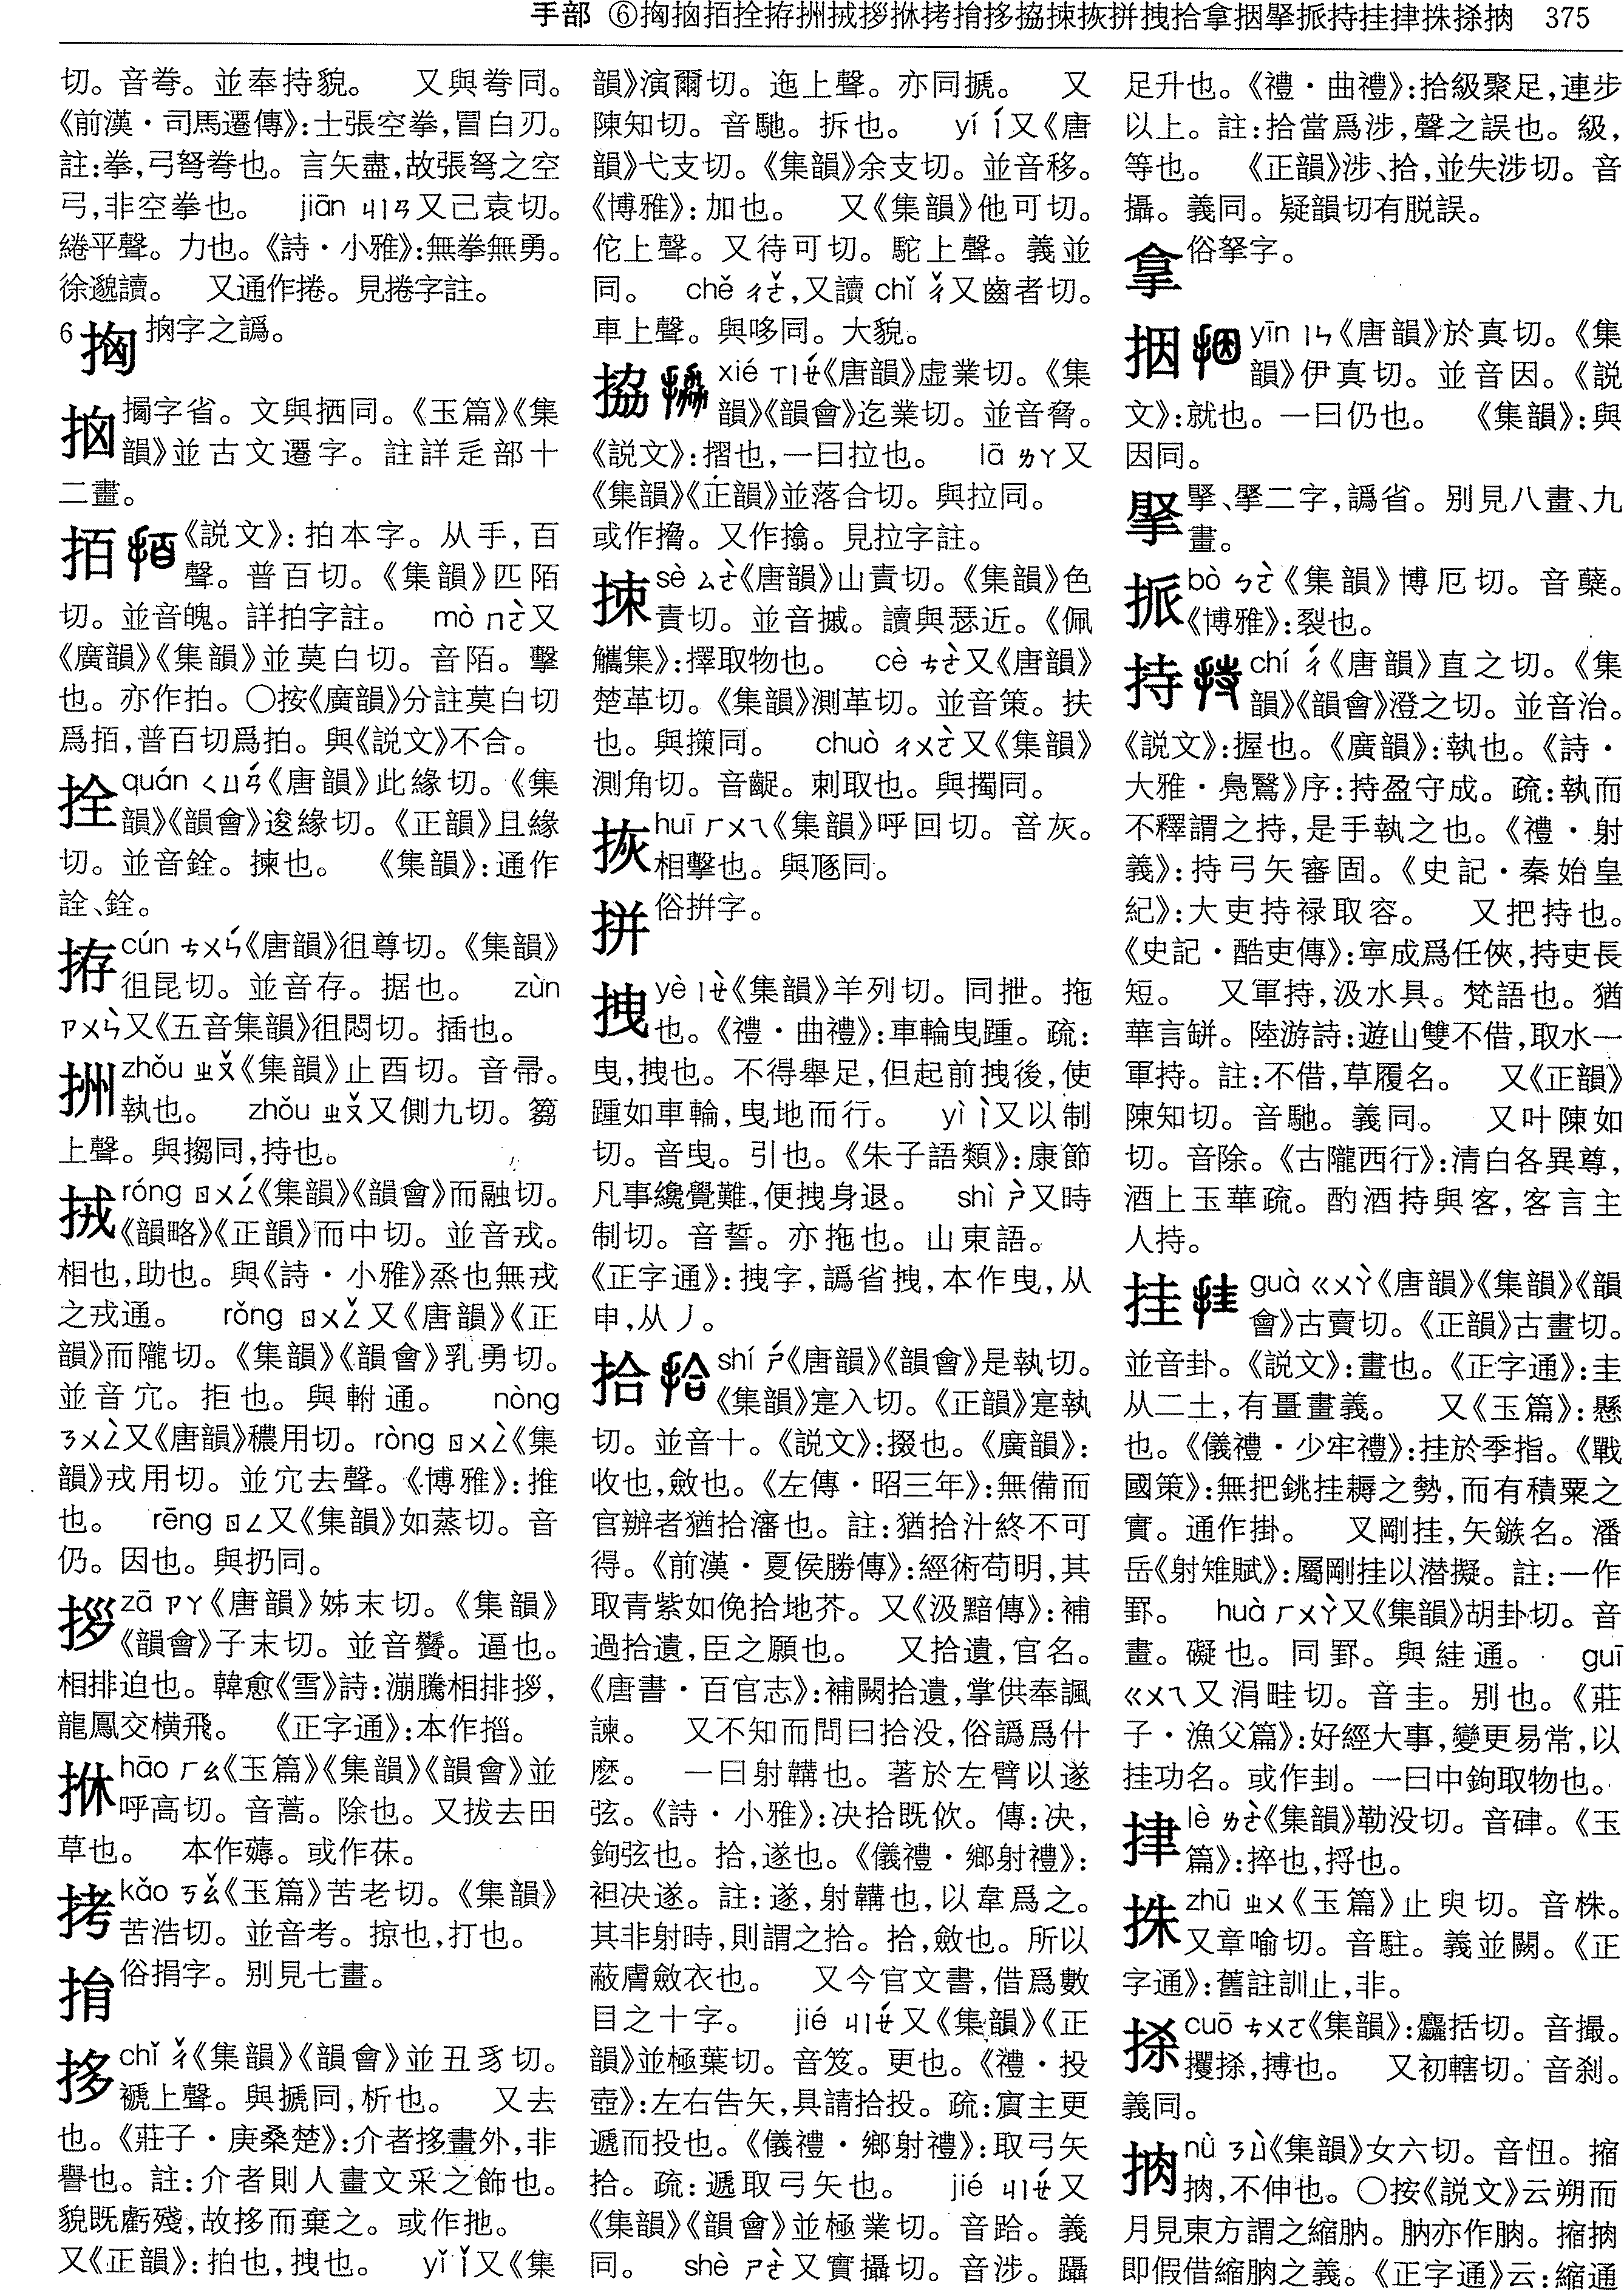 手部 ⑥掬𢫦㧣拴拵㨄㧡拶㧨拷㧢拸㧱拺拻拼拽拾拿捆掔㧊持挂㧻挀挅挆 375
切。音弮。並奉持貌。 又與弮同。
《前漢·司馬遷傳》:士張空拳,冒白刃。
註:拳,弓弩弮也。言矢盡,故張弩之空
弓,非空拳也。 jiān ㄐㄧㄢ又己袁切。
綣平聲。力也。《詩·小雅》:無拳無勇。
徐邈讀。 又通作捲。見捲字註。
6
字之譌。
字省。文與拪同。《玉篇》《集
韻》並古文遷字。註詳辵部十
二畫。
《説文》:拍本字。从手,百
聲。普百切。《集韻》匹陌
切。並音魄。詳拍字註。 mò ㄇㄛˋ又
《廣韻》《集韻》並莫白切。音陌。擊
也。亦作拍。○按《廣韻》分註莫白切
爲㧣,普百切爲拍。與《説文》不合。
拴 quán ㄑㄩㄢˊ《唐韻》此緣切。《集
韻》《韻會》逡緣切。《正韻》且緣
切。並音銓。揀也。 《集韻》:通作
詮、銓。
拵 cún ㄘㄨㄣˊ《唐韻》徂尊切。《集韻》
徂昆切。並音存。据也。 zùn
ㄗㄨㄣˋ又《五音集韻》徂悶切。插也。
zhǒu ㄓㄡˇ《集韻》止酉切。音帚。
執也。 zhǒu ㄓㄡˇ又側九切。芻
上聲。與㨄同,持也。
róng ㄖㄨㄥˊ《集韻》《韻會》而融切。
《韻略》《正韻》而中切。並音戎。
相也,助也。與《詩·小雅》烝也無戎
之戎通。 rǒng ㄖㄨㄥˇ又《唐韻》《正
韻》而隴切。《集韻》《韻會》乳勇切。
並音宂。拒也。與軵通。 nòng
ㄋㄨㄥˋ又《唐韻》穠用切。ròng ㄖㄨㄥˋ《集
韻》戎用切。並宂去聲。《博雅》:推
也。 rēng ㄖㄥ又《集韻》如蒸切。音
仍。因也。與扔同。
拶 zā ㄗㄚ《唐韻》姊末切。《集韻》
《韻會》子末切。並音鬢。逼也。
相排迫也。韓愈《雪》詩:漰騰相排拶,
龍鳳交横飛。 《正字通》:本作㨖。
hāo ㄏㄠ《玉篇》《集韻》《韻會》並
呼高切。音蒿。除也。又拔去田
草也。 本作薅。或作茠。
拷 kǎo ㄎㄠˇ《玉篇》苦老切。《集韻》
苦浩切。並音考。掠也,打也。
俗捐字。别見七畫。
拸 chǐ ㄔˇ《集韻》《韻會》並丑豸切。
褫上聲。與搋同,析也。 又去
也。《莊子·庚桑楚》:介者拸畫外,非
譽也。註:介者則人畫文采之飾也。
貌既虧殘,故拸而棄之。或作扡。
又《正韻》:拍也,拽也。 yǐ ㄧˇ又《集
韻》演爾切。迤上聲。亦同搋。 又
陳知切。音馳。拆也。 yí ㄧˊ又《唐
韻》弋支切。《集韻》余支切。並音移。
《博雅》:加也。 又《集韻》他可切。
佗上聲。又待可切。駝上聲。義並
同。 chě ㄔㄜˇ,又讀 chǐ ㄔˇ又齒者切。
車上聲。與哆同。大貌。
xié ㄒㄧㄝˊ《唐韻》虚業切。《集
韻》《韻會》迄業切。並音脅。
《説文》:摺也,一曰拉也。 lā ㄌㄚ又
《集韻》《正韻》並落合切。與拉同。
或作搚。又作㩉。見拉字註。
拺 sè ㄙㄜˋ《唐韻》山責切。《集韻》色
責切。並音摵。讀與瑟近。《佩
觿集》:擇取物也。 cè ㄘㄜˋ又《唐韻》
楚革切。《集韻》測革切。並音策。扶
也。與㩍同。 chuò ㄔㄨㄛˋ又《集韻》
測角切。音齪。刺取也。與擉同。
拻 huī ㄏㄨㄟ《集韻》呼回切。音灰。
相擊也。與豗同。
拼 俗拚字。
拽 yè ㄧㄝˋ《集韻》羊列切。同抴。拖
也。《禮·曲禮》:車輪曳踵。疏:
曳,拽也。不得舉足,但起前拽後,使
踵如車輪,曳地而行。 yì ㄧˋ又以制
切。音曳。引也。《朱子語類》:康節
凡事纔覺難,便拽身退。 shì ㄕˋ又時
制切。音誓。亦拖也。山東語。
《正字通》:拽字,譌省拽,本作曳,从
申,从丿。
拾 shí ㄕˊ《唐韻》《韻會》是執切。
《集韻》寔入切。《正韻》寔執
切。並音十。《説文》:掇也。《廣韻》:
收也,斂也。《左傳·昭三年》:無備而
官辦者猶拾瀋也。註:猶拾汁終不可
得。《前漢·夏侯勝傳》:經術苟明,其
取青紫如俛拾地芥。又《汲黯傳》:補
過拾遺,臣之願也。 又拾遺,官名。
《唐書·百官志》:補闕拾遺,掌供奉諷
諫。 又不知而問曰拾没,俗譌爲什
麽。 一曰射韝也。著於左臂以遂
弦。《詩·小雅》:决拾既佽。傳:决,
鉤弦也。拾,遂也。《儀禮·鄉射禮》:
袒决遂。註:遂,射韝也,以韋爲之。
其非射時,則謂之拾。拾,斂也。所以
蔽膚斂衣也。 又今官文書,借爲數
目之十字。 jié ㄐㄧㄝˊ又《集韻》《正
韻》並極葉切。音笈。更也。《禮·投
壺》:左右告矢,具請拾投。疏:賓主更
遞而投也。《儀禮·鄉射禮》:取弓矢
拾。疏:遞取弓矢也。 jié ㄐㄧㄝˊ又
《集韻》《韻會》並極業切。音跲。義
同。 shè ㄕㄜˋ又實攝切。音涉。躡
足升也。《禮·曲禮》:拾級聚足,連步
以上。註:拾當爲涉,聲之誤也。級,
等也。 《正韻》涉、拾,並失涉切。音
攝。義同。疑韻切有脱誤。
拿 俗拏字。
捆 yīn ㄧㄣ《唐韻》於真切。《集
韻》伊真切。並音因。《説
文》:就也。一曰仍也。 《集韻》:與
因同。
掔、揅二字,譌省。别見八畫、九
畫。
bò ㄅㄛˋ《集韻》博厄切。音蘗。
《博雅》:裂也。
持 chí ㄔˊ《唐韻》直之切。《集
韻》《韻會》澄之切。並音治。
《説文》:握也。《廣韻》:執也。《詩·
大雅·鳧鷖》序:持盈守成。疏:執而
不釋謂之持,是手執之也。《禮·射
義》:持弓矢審固。《史記·秦始皇
紀》:大吏持禄取容。 又把持也。
《史記·酷吏傳》:寧成爲任俠,持吏長
短。 又軍持,汲水具。梵語也。猶
華言缾。陸游詩:遊山雙不借,取水一
軍持。註:不借,草履名。 又《正韻》
陳知切。音馳。義同。 又叶陳如
切。音除。《古隴西行》:清白各異尊,
酒上玉華疏。酌酒持與客,客言主
人持。
挂 guà ㄍㄨㄚˋ《唐韻》《集韻》《韻
會》古賣切。《正韻》古畫切。
並音卦。《説文》:畫也。《正字通》:圭
从二土,有畺畫義。 又《玉篇》:懸
也。《儀禮·少牢禮》:挂於季指。《戰
國策》:無把銚挂耨之勢,而有積粟之
實。通作掛。 又剛挂,矢鏃名。潘
岳《射雉賦》:屬剛挂以潛擬。註:一作
罫。 huà ㄏㄨㄚˋ又《集韻》胡卦切。音
畫。礙也。同罫。與絓通。 guī
ㄍㄨㄟ又涓畦切。音圭。别也。《莊
子·漁父篇》:好經大事,變更易常,以
挂功名。或作卦。一曰中鉤取物也。
lè ㄌㄜˋ《集韻》勒没切。音硉。《玉
篇》:捽也,捋也。
zhū ㄓㄨ《玉篇》止臾切。音株。
又章喻切。音駐。義並闕。《正
字通》:舊註訓止,非。
cuō ㄘㄨㄛ《集韻》:麤括切。音撮。
攫㧲,搏也。 又初轄切。音刹。
義同。
nǜ ㄋㄩˋ《集韻》女六切。音忸。摍
,不伸也。○按《説文》云朔而
月見東方謂之縮肭。肭亦作朒。摍
即假借縮朒之義。《正字通》云:縮通